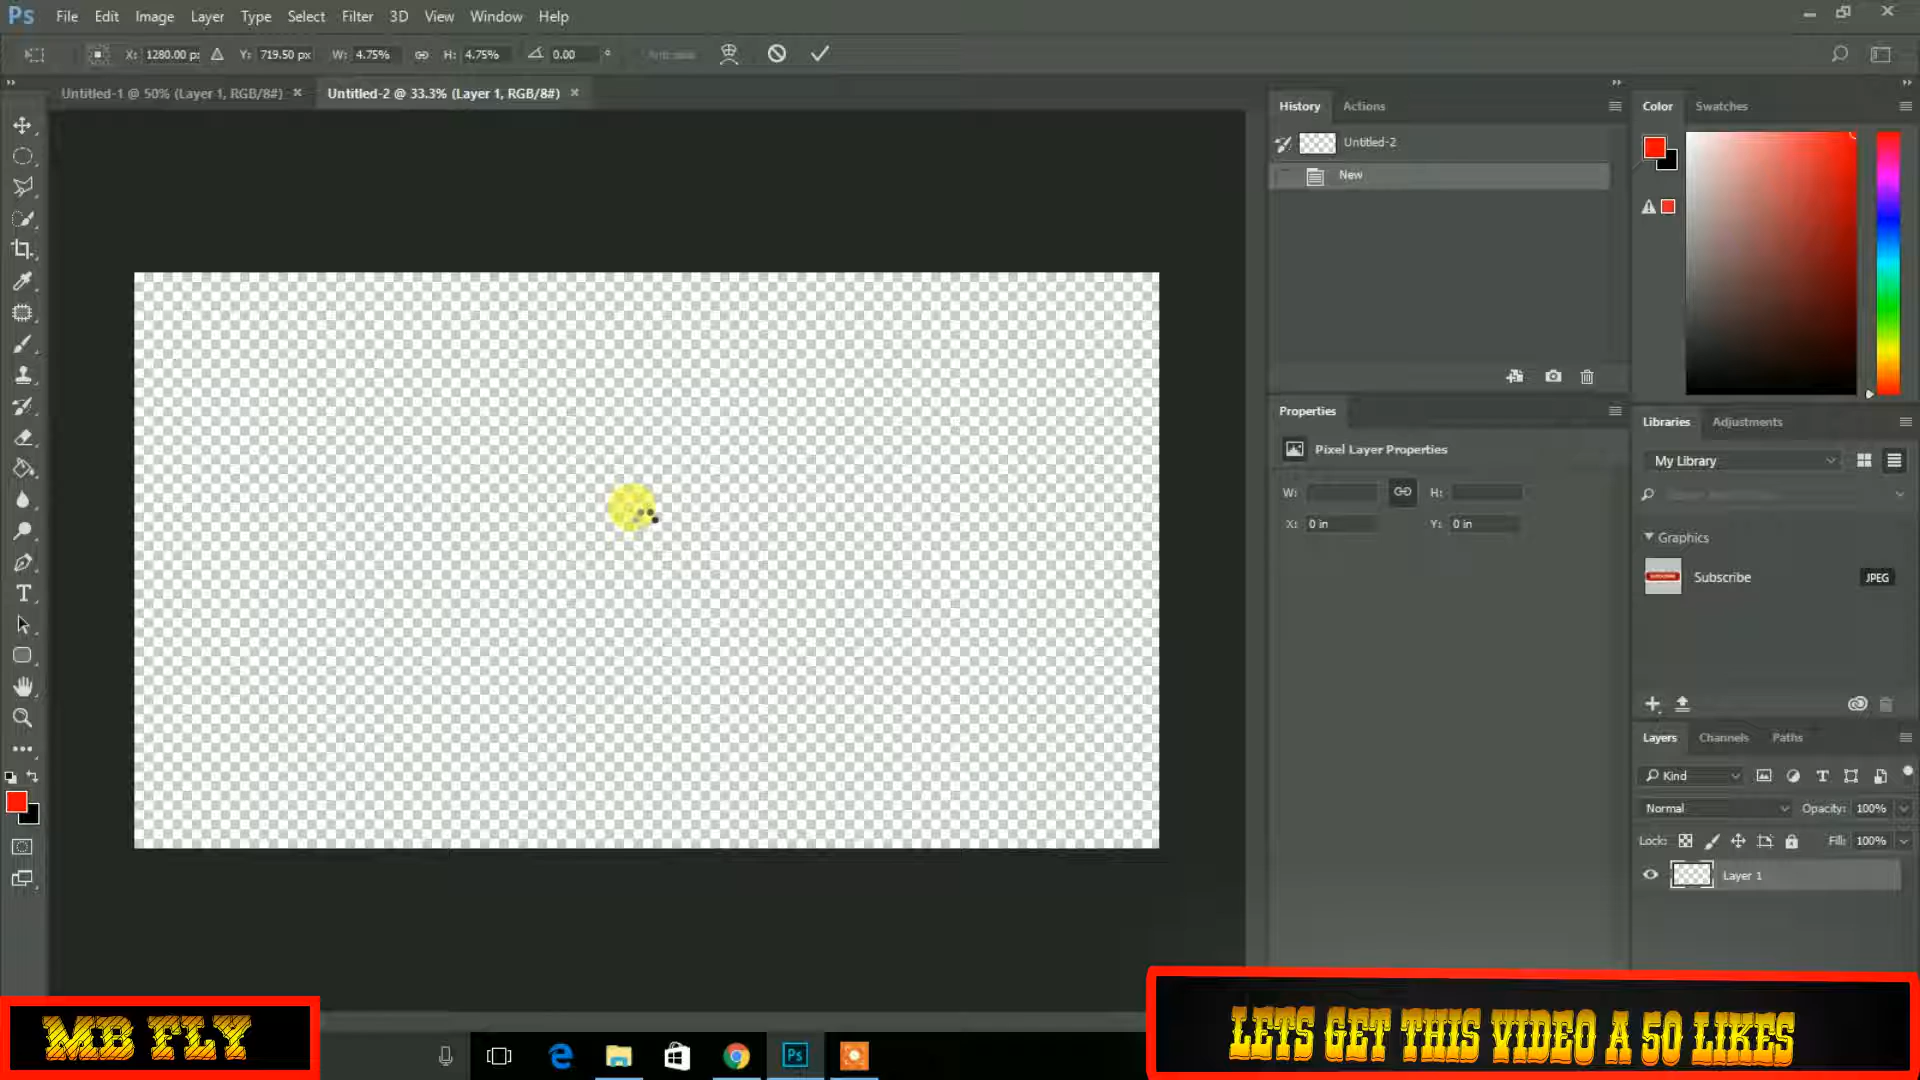 Ps File Edit Image Layer Type Select Filter 3D View Window Help
X: 1280.00 p: Y: 719.50 px W: 4.75% H: 4.75% 0.00 °
Untitled-1 @ 50% (Layer 1, RGB/8#) × Untitled-2 @ 33.3% (Layer 1, RGB/8#) ×
History Actions
Untitled-2
New
Properties
Pixel Layer Properties
W: H:
X: 0 in Y: 0 in
Color Swatches
Libraries Adjustments
My Library
Graphics
Subscribe JPEG
Layers Channels Paths
Kind
Normal Opacity: 100%
Lock: Fill: 100%
Layer 1
MB FLY
Ps
LETS GET THIS VIDEO A 50 LIKES